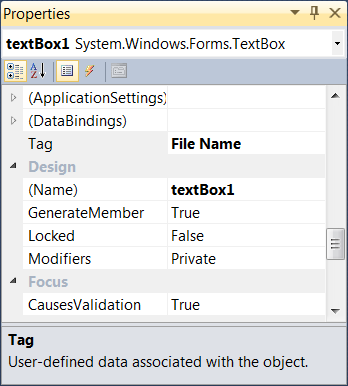 Properties
textBox1 System.Windows.Forms.TextBox
(ApplicationSettings)
(DataBindings)
Tag File Name
Design
(Name) textBox1
GenerateMember True
Locked False
Modifiers Private
Focus
CausesValidation True
Tag
User-defined data associated with the object.